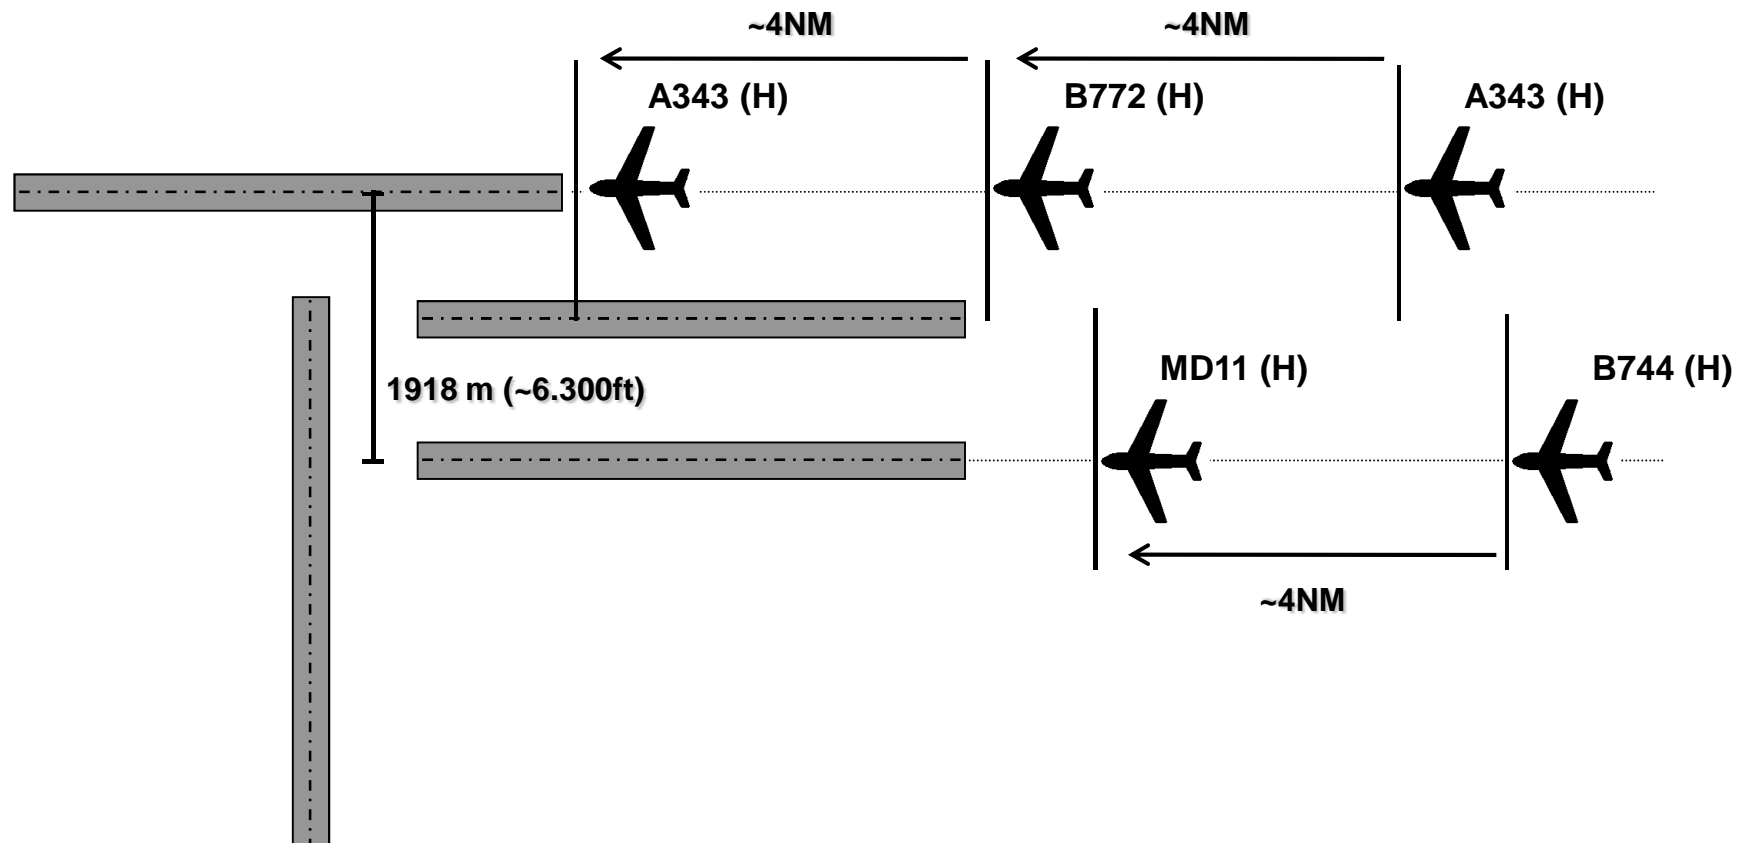 ~4NM
~4NM
A343 (H)
B772 (H)
A343 (H)
MD11 (H)
B744 (H)
1918 m (~6.300ft)
~4NM